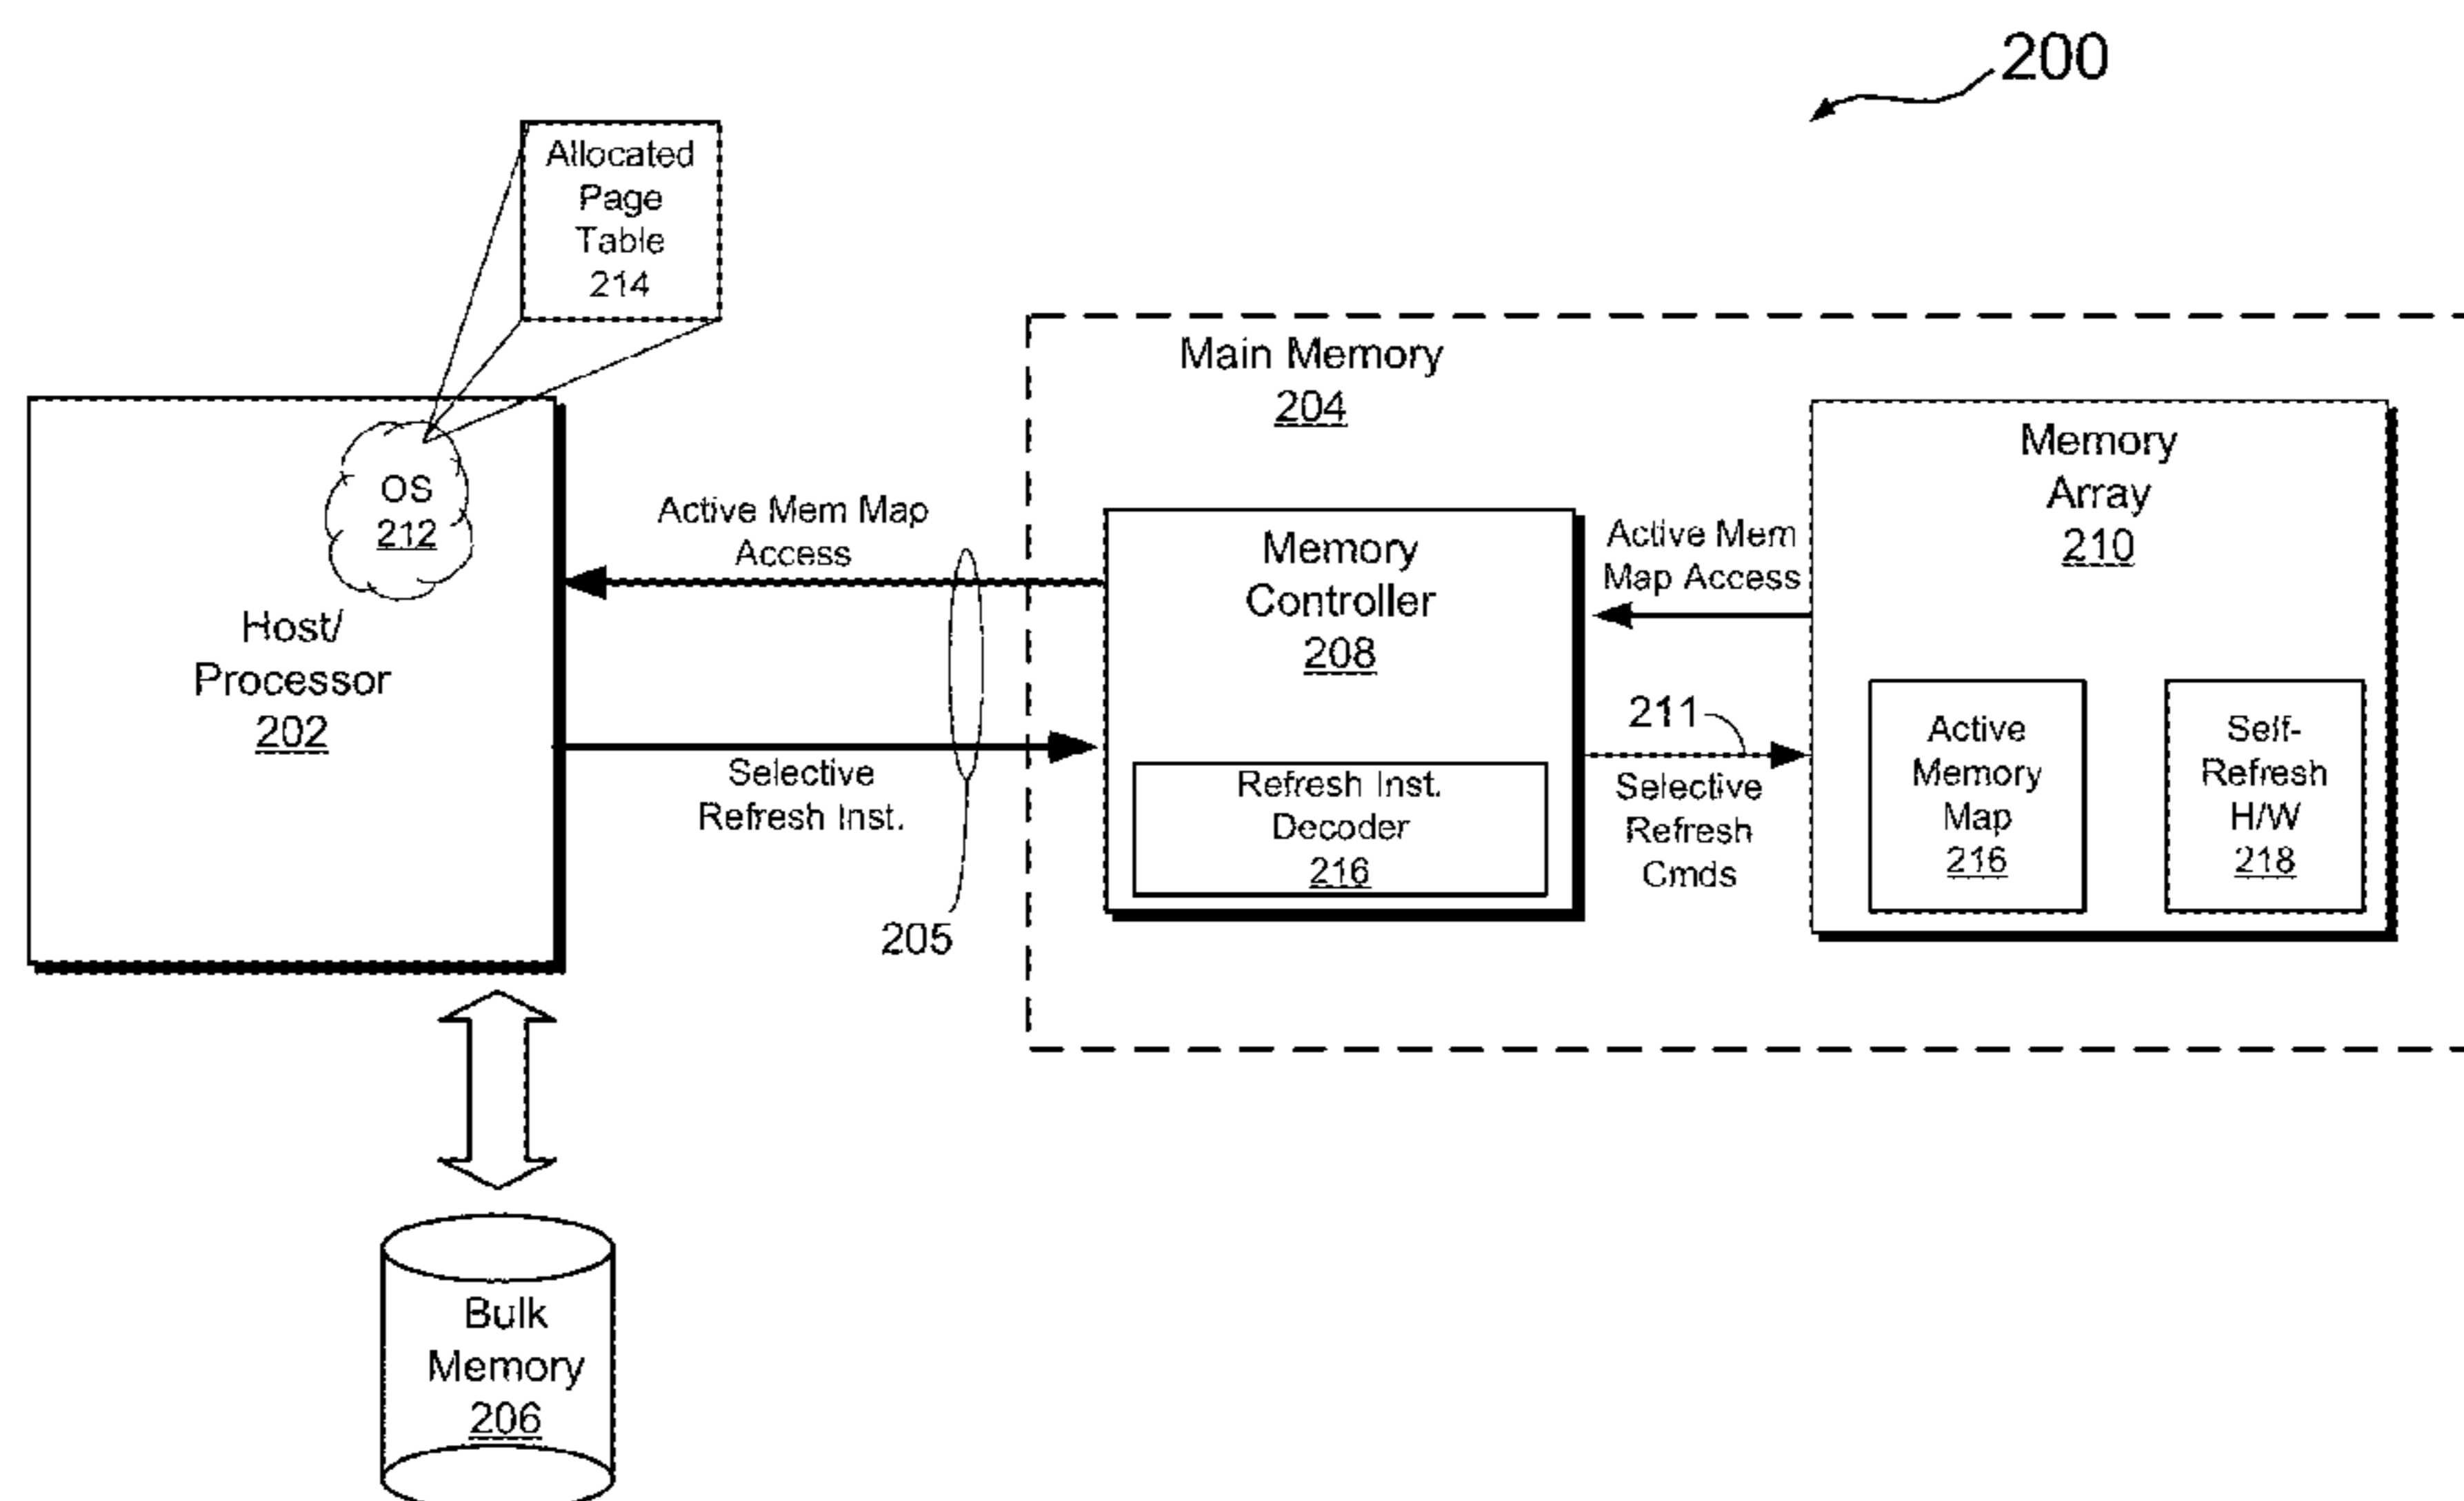 200
Allocated
Page
Table
214
Main Memory
204
OS
212
Host/
Processor
202
Active Mem Map
Access
Selective
Refresh Inst.
205
Memory
Controller
208
Refresh Inst.
Decoder
216
Active Mem
Map Access
211
Selective
Refresh
Cmds
Memory
Array
210
Active
Memory
Map
216
Self-
Refresh
H/W
218
Bulk
Memory
206